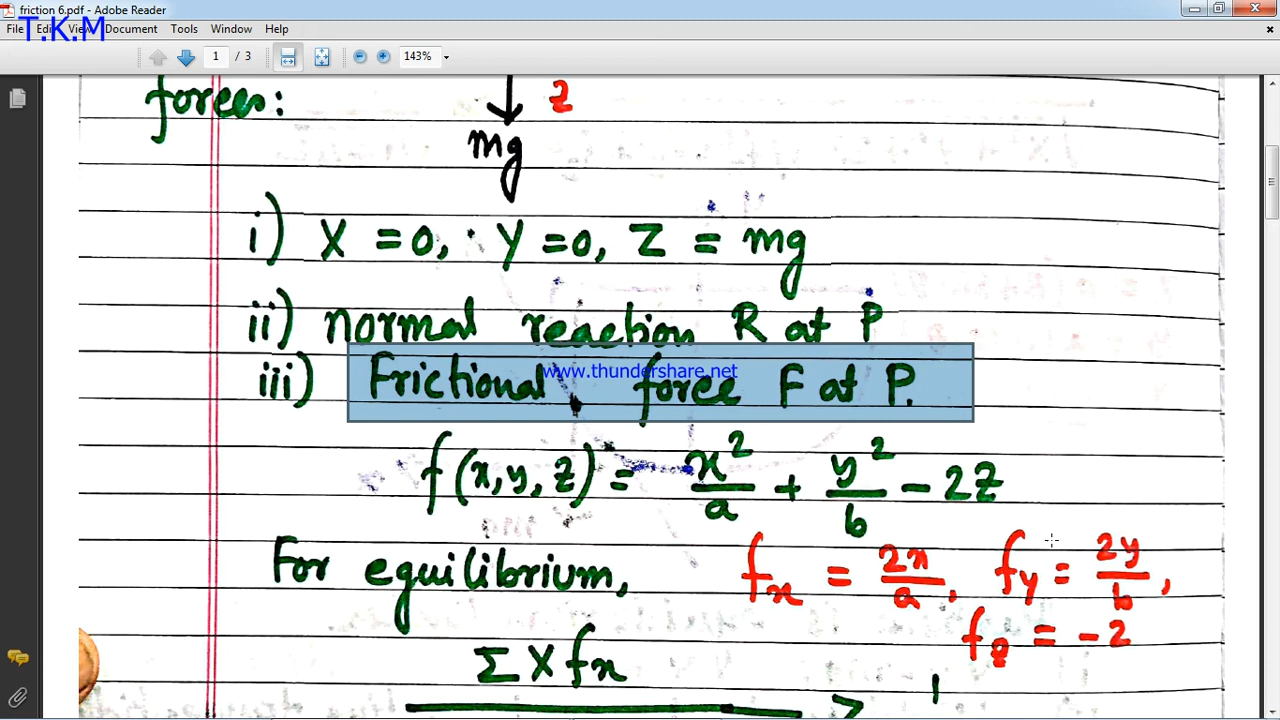 friction 6.pdf - Adobe Reader
File Edit View Document Tools Window Help
T.K.M
1 / 3 143%
forces:
z
mg
i) X = 0, Y = 0, Z = mg
ii) normal reaction R at P
iii) Frictional force F at P.
www.thundershare.net
f(x, y, z) = x²/a + y²/b - 2z
For equilibrium, fx = 2x/a, fy = 2y/b,
fz = -2
Σ X fx
> 1